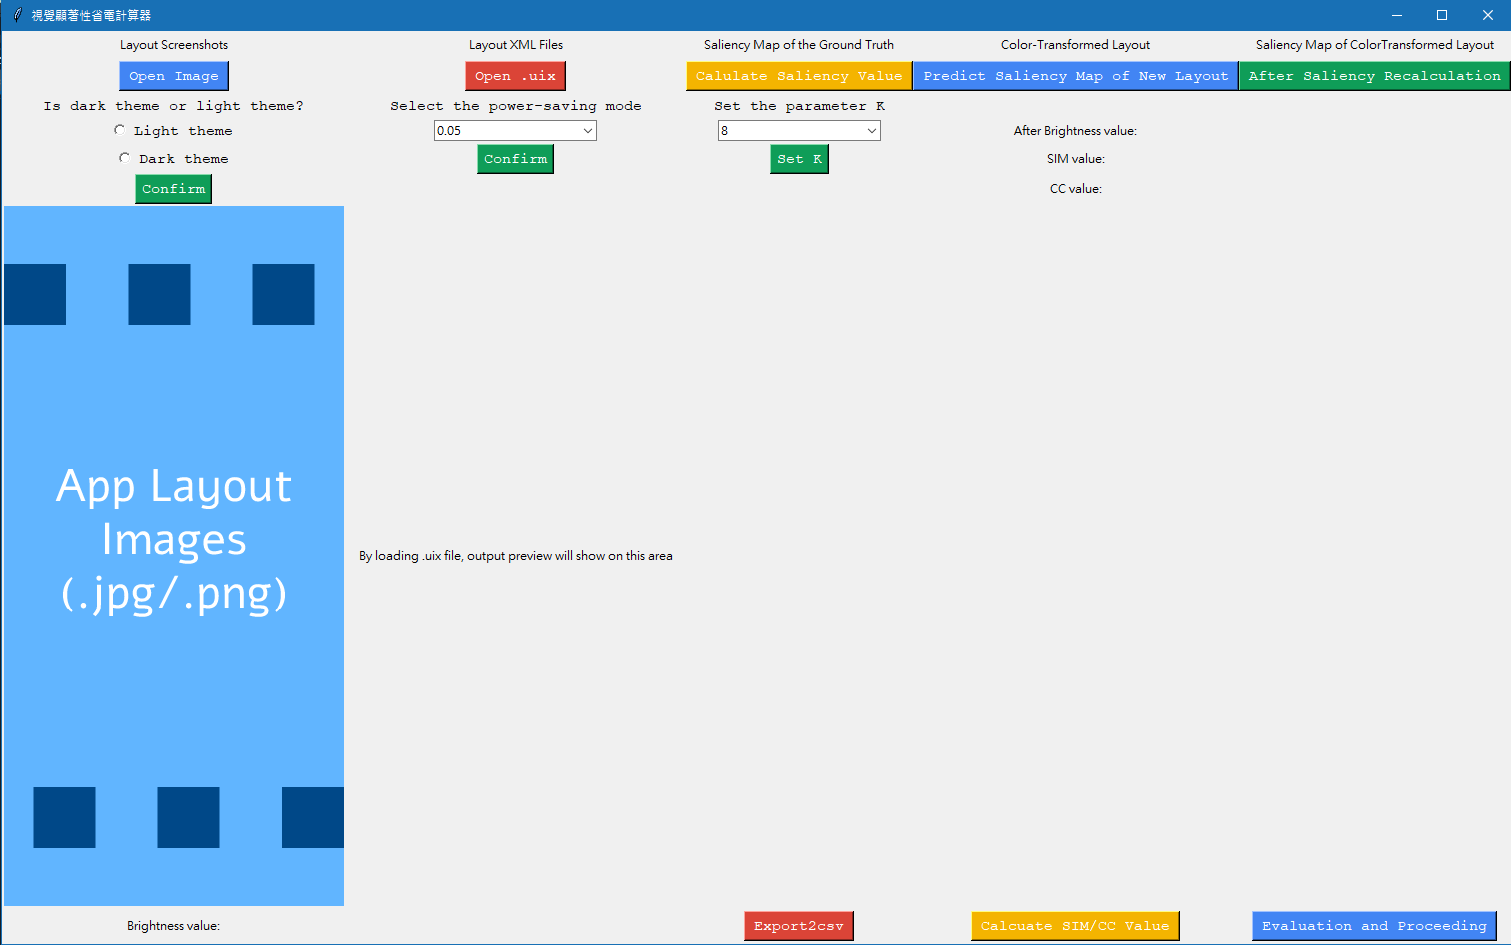 視覺顯著性省電計算器
Layout Screenshots
Layout XML Files
Saliency Map of the Ground Truth
Color-Transformed Layout
Saliency Map of ColorTransformed Layout
Open Image
Open .uix
Calulate Saliency Value
Predict Saliency Map of New Layout
After Saliency Recalculation
Is dark theme or light theme?
Select the power-saving mode
Set the parameter K
Light theme
0.05
8
After Brightness value:
Dark theme
Confirm
Set K
SIM value:
Confirm
CC value:
App Layout
Images
(.jpg/.png)
By loading .uix file, output preview will show on this area
Brightness value:
Export2csv
Calcuate SIM/CC Value
Evaluation and Proceeding